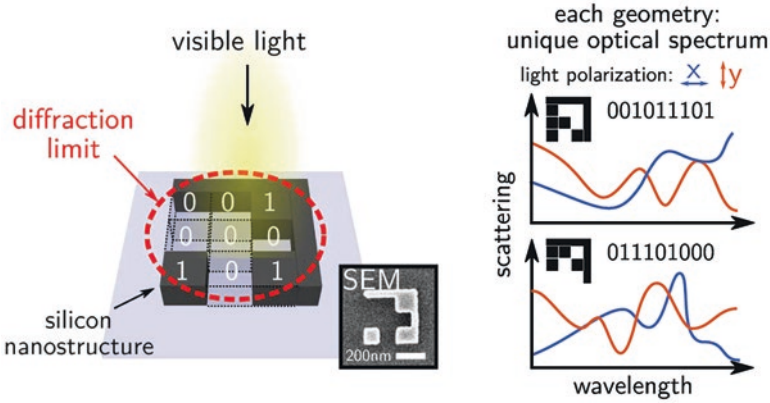 visible light
diffraction
limit
0 0 1
0 0 0
1 0 1
silicon
nanostructure
SEM
200nm
each geometry:
unique optical spectrum
light polarization: x y
001011101
scattering
011101000
wavelength